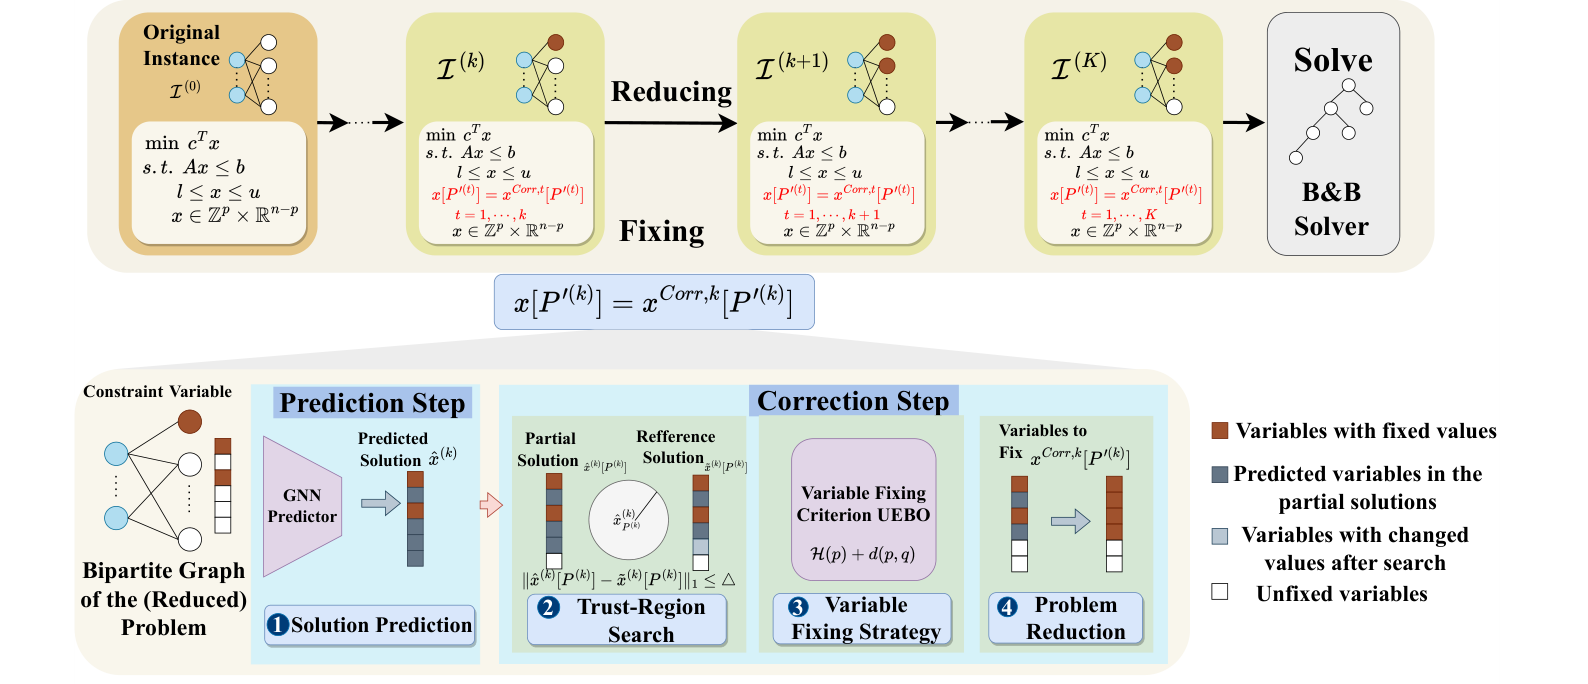 Original
Instance
𝓘^(0)
min c^T x
s.t. Ax ≤ b
l ≤ x ≤ u
x ∈ ℤ^p × ℝ^{n−p}
𝓘^(k)
min c^T x
s.t. Ax ≤ b
l ≤ x ≤ u
x[P′^(t)] = x^{Corr,t}[P′^(t)]
t = 1, ⋯, k
x ∈ ℤ^p × ℝ^{n−p}
Reducing
Fixing
𝓘^(k+1)
min c^T x
s.t. Ax ≤ b
l ≤ x ≤ u
x[P′^(t)] = x^{Corr,t}[P′^(t)]
t = 1, ⋯, k + 1
x ∈ ℤ^p × ℝ^{n−p}
𝓘^(K)
min c^T x
s.t. Ax ≤ b
l ≤ x ≤ u
x[P′^(t)] = x^{Corr,t}[P′^(t)]
t = 1, ⋯, K
x ∈ ℤ^p × ℝ^{n−p}
Solve
B&B
Solver
x[P′^(k)] = x^{Corr,k}[P′^(k)]
Constraint Variable
Bipartite Graph
of the (Reduced)
Problem
Prediction Step
GNN
Predictor
Predicted
Solution x̂^(k)
1 Solution Prediction
Correction Step
Partial
Solution x̂^(k)[P^(k)]
Refference
Solution x̃^(k)[P^(k)]
x̂^(k)_{P^(k)}
‖x̂^(k)[P^(k)] − x̃^(k)[P^(k)]‖₁ ≤ △
2 Trust-Region
Search
Variable Fixing
Criterion UEBO
𝓗(p) + d(p, q)
3 Variable
Fixing Strategy
Variables to
Fix x^{Corr,k}[P′^(k)]
4 Problem
Reduction
Variables with fixed values
Predicted variables in the
partial solutions
Variables with changed
values after search
Unfixed variables